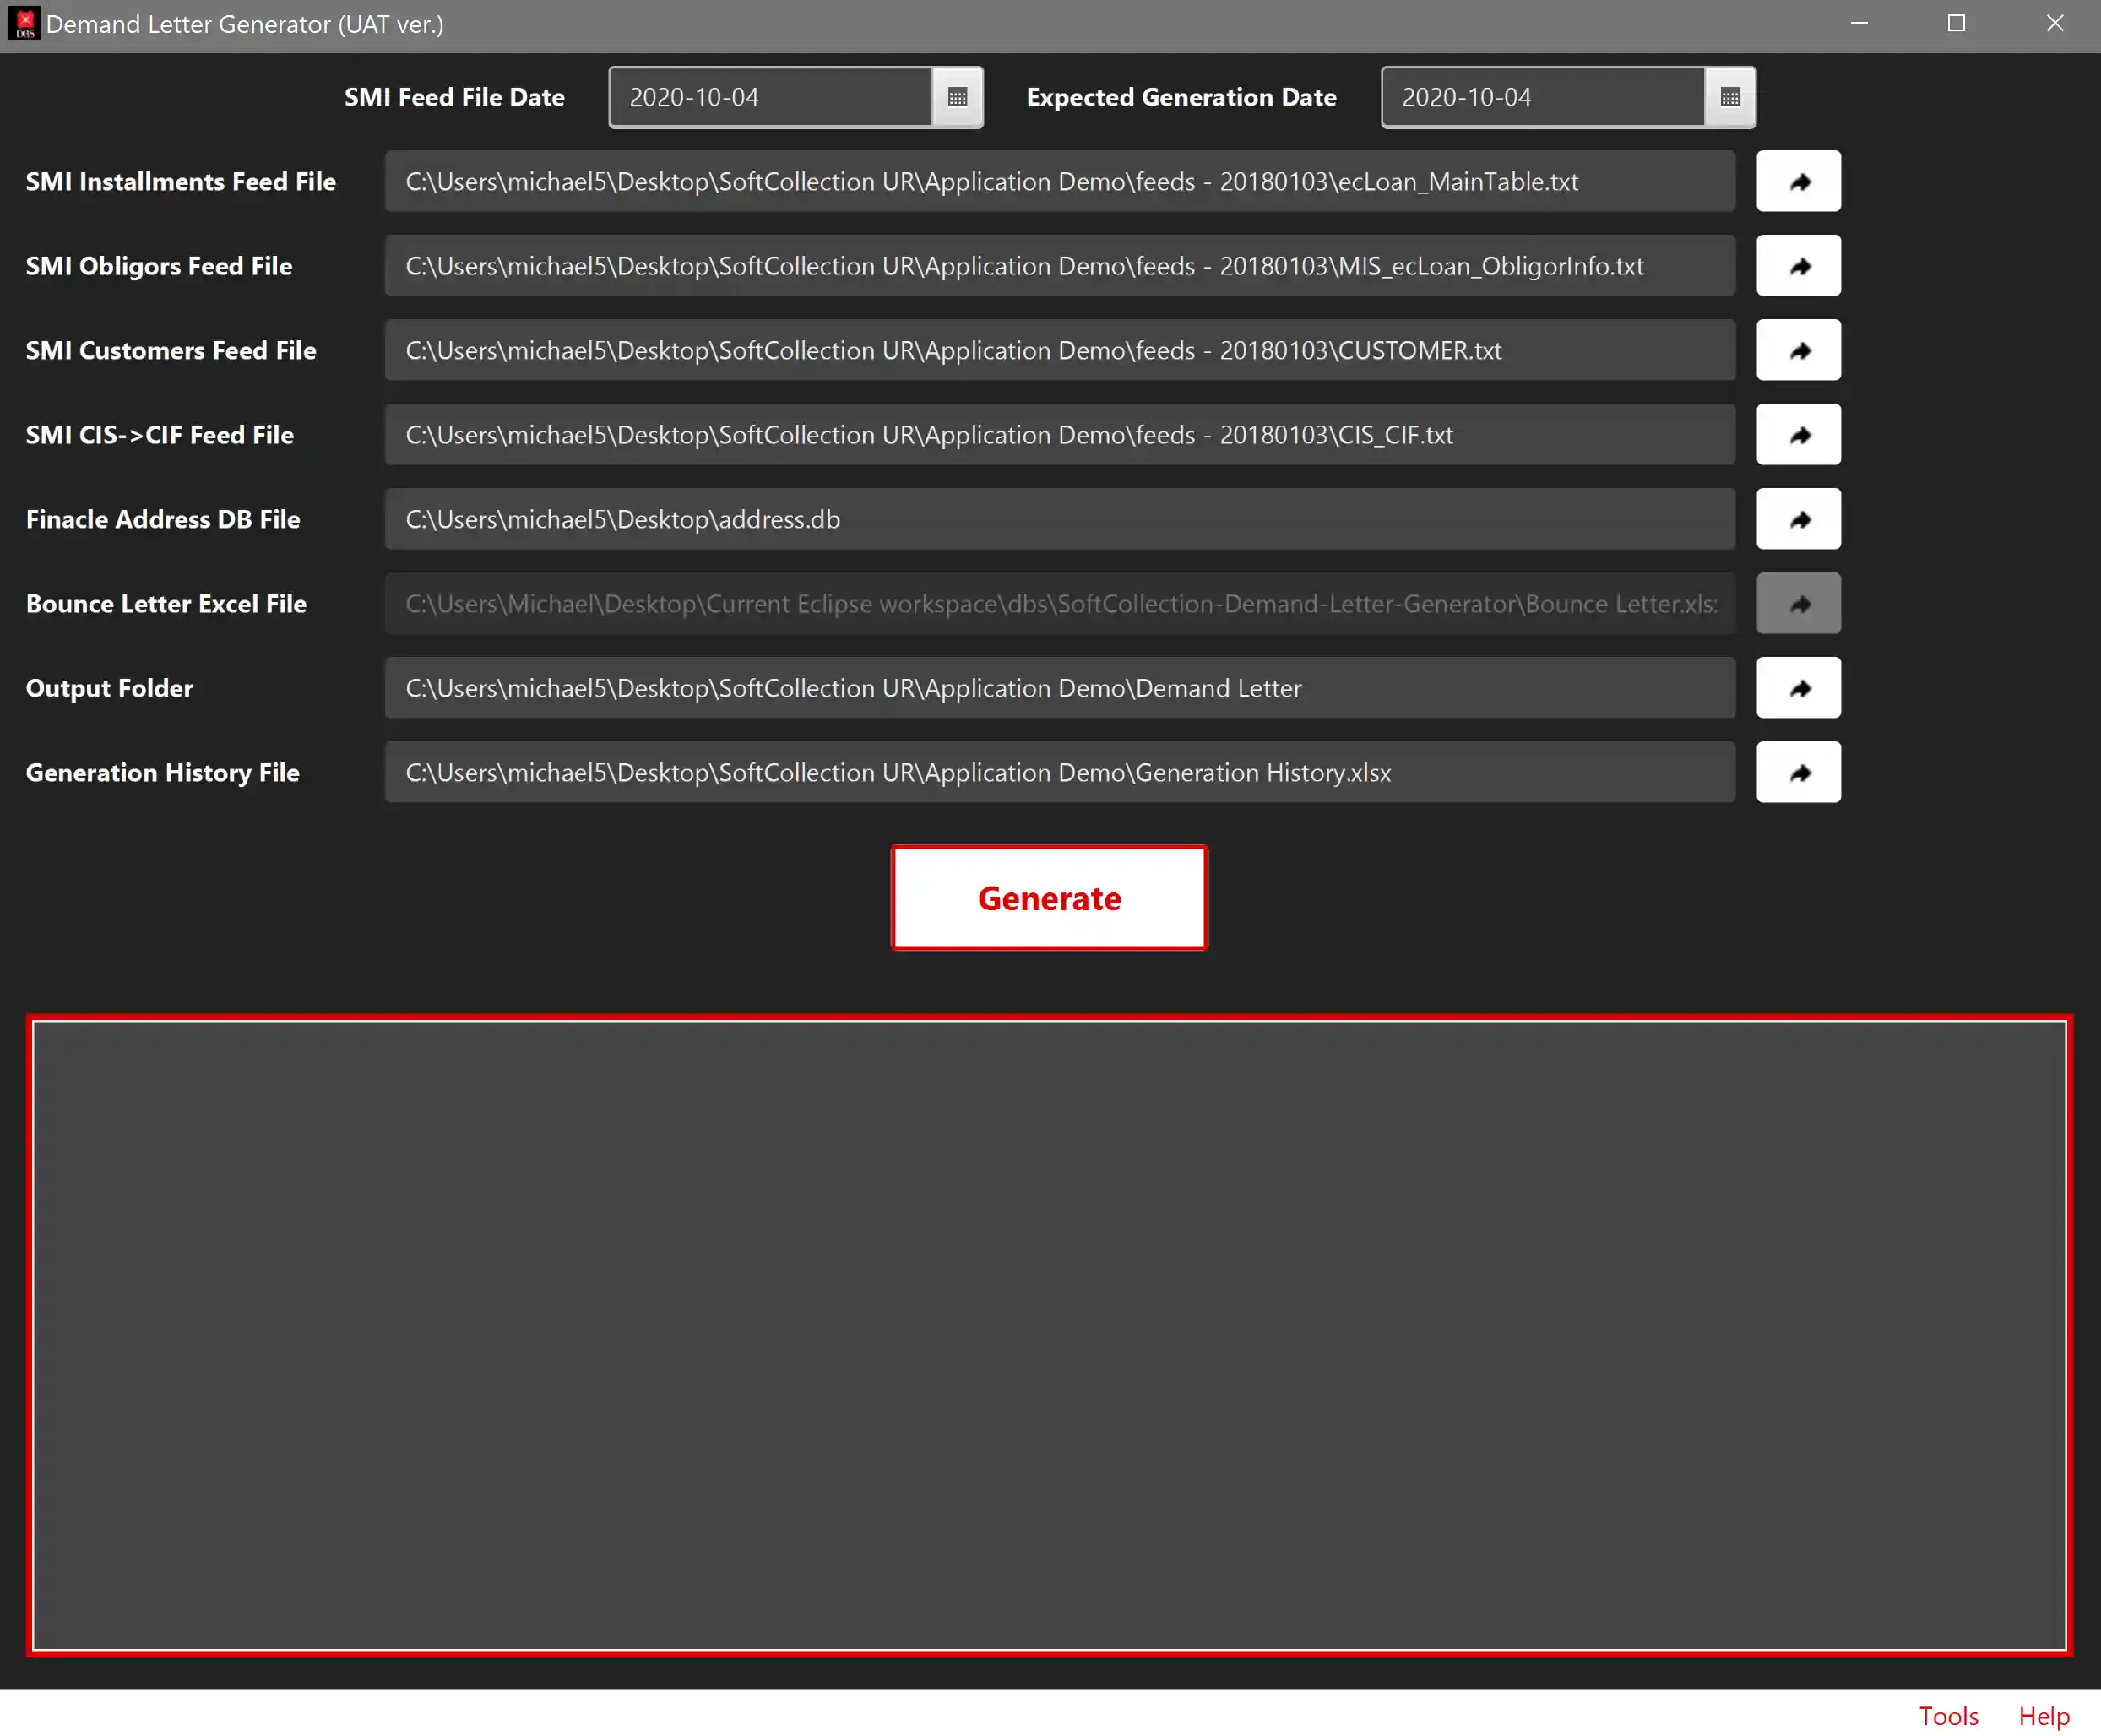 DBS
Demand Letter Generator (UAT ver.)
SMI Feed File Date 2020-10-04 Expected Generation Date 2020-10-04
SMI Installments Feed File C:\Users\michael5\Desktop\SoftCollection UR\Application Demo\feeds - 20180103\ecLoan_MainTable.txt
SMI Obligors Feed File C:\Users\michael5\Desktop\SoftCollection UR\Application Demo\feeds - 20180103\MIS_ecLoan_ObligorInfo.txt
SMI Customers Feed File C:\Users\michael5\Desktop\SoftCollection UR\Application Demo\feeds - 20180103\CUSTOMER.txt
SMI CIS->CIF Feed File C:\Users\michael5\Desktop\SoftCollection UR\Application Demo\feeds - 20180103\CIS_CIF.txt
Finacle Address DB File C:\Users\michael5\Desktop\address.db
Bounce Letter Excel File C:\Users\Michael\Desktop\Current Eclipse workspace\dbs\SoftCollection-Demand-Letter-Generator\Bounce Letter.xls:
Output Folder C:\Users\michael5\Desktop\SoftCollection UR\Application Demo\Demand Letter
Generation History File C:\Users\michael5\Desktop\SoftCollection UR\Application Demo\Generation History.xlsx
Generate
Tools Help